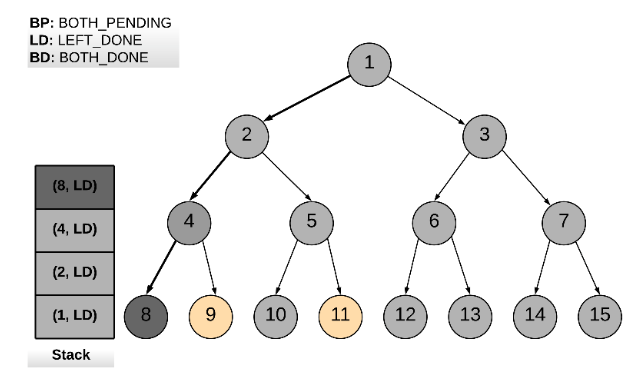 BP: BOTH_PENDING
LD: LEFT_DONE
BD: BOTH_DONE
1
2
3
(8, LD)
(4, LD)
4
5
6
7
(2, LD)
(1, LD)
8
9
10
11
12
13
14
15
Stack